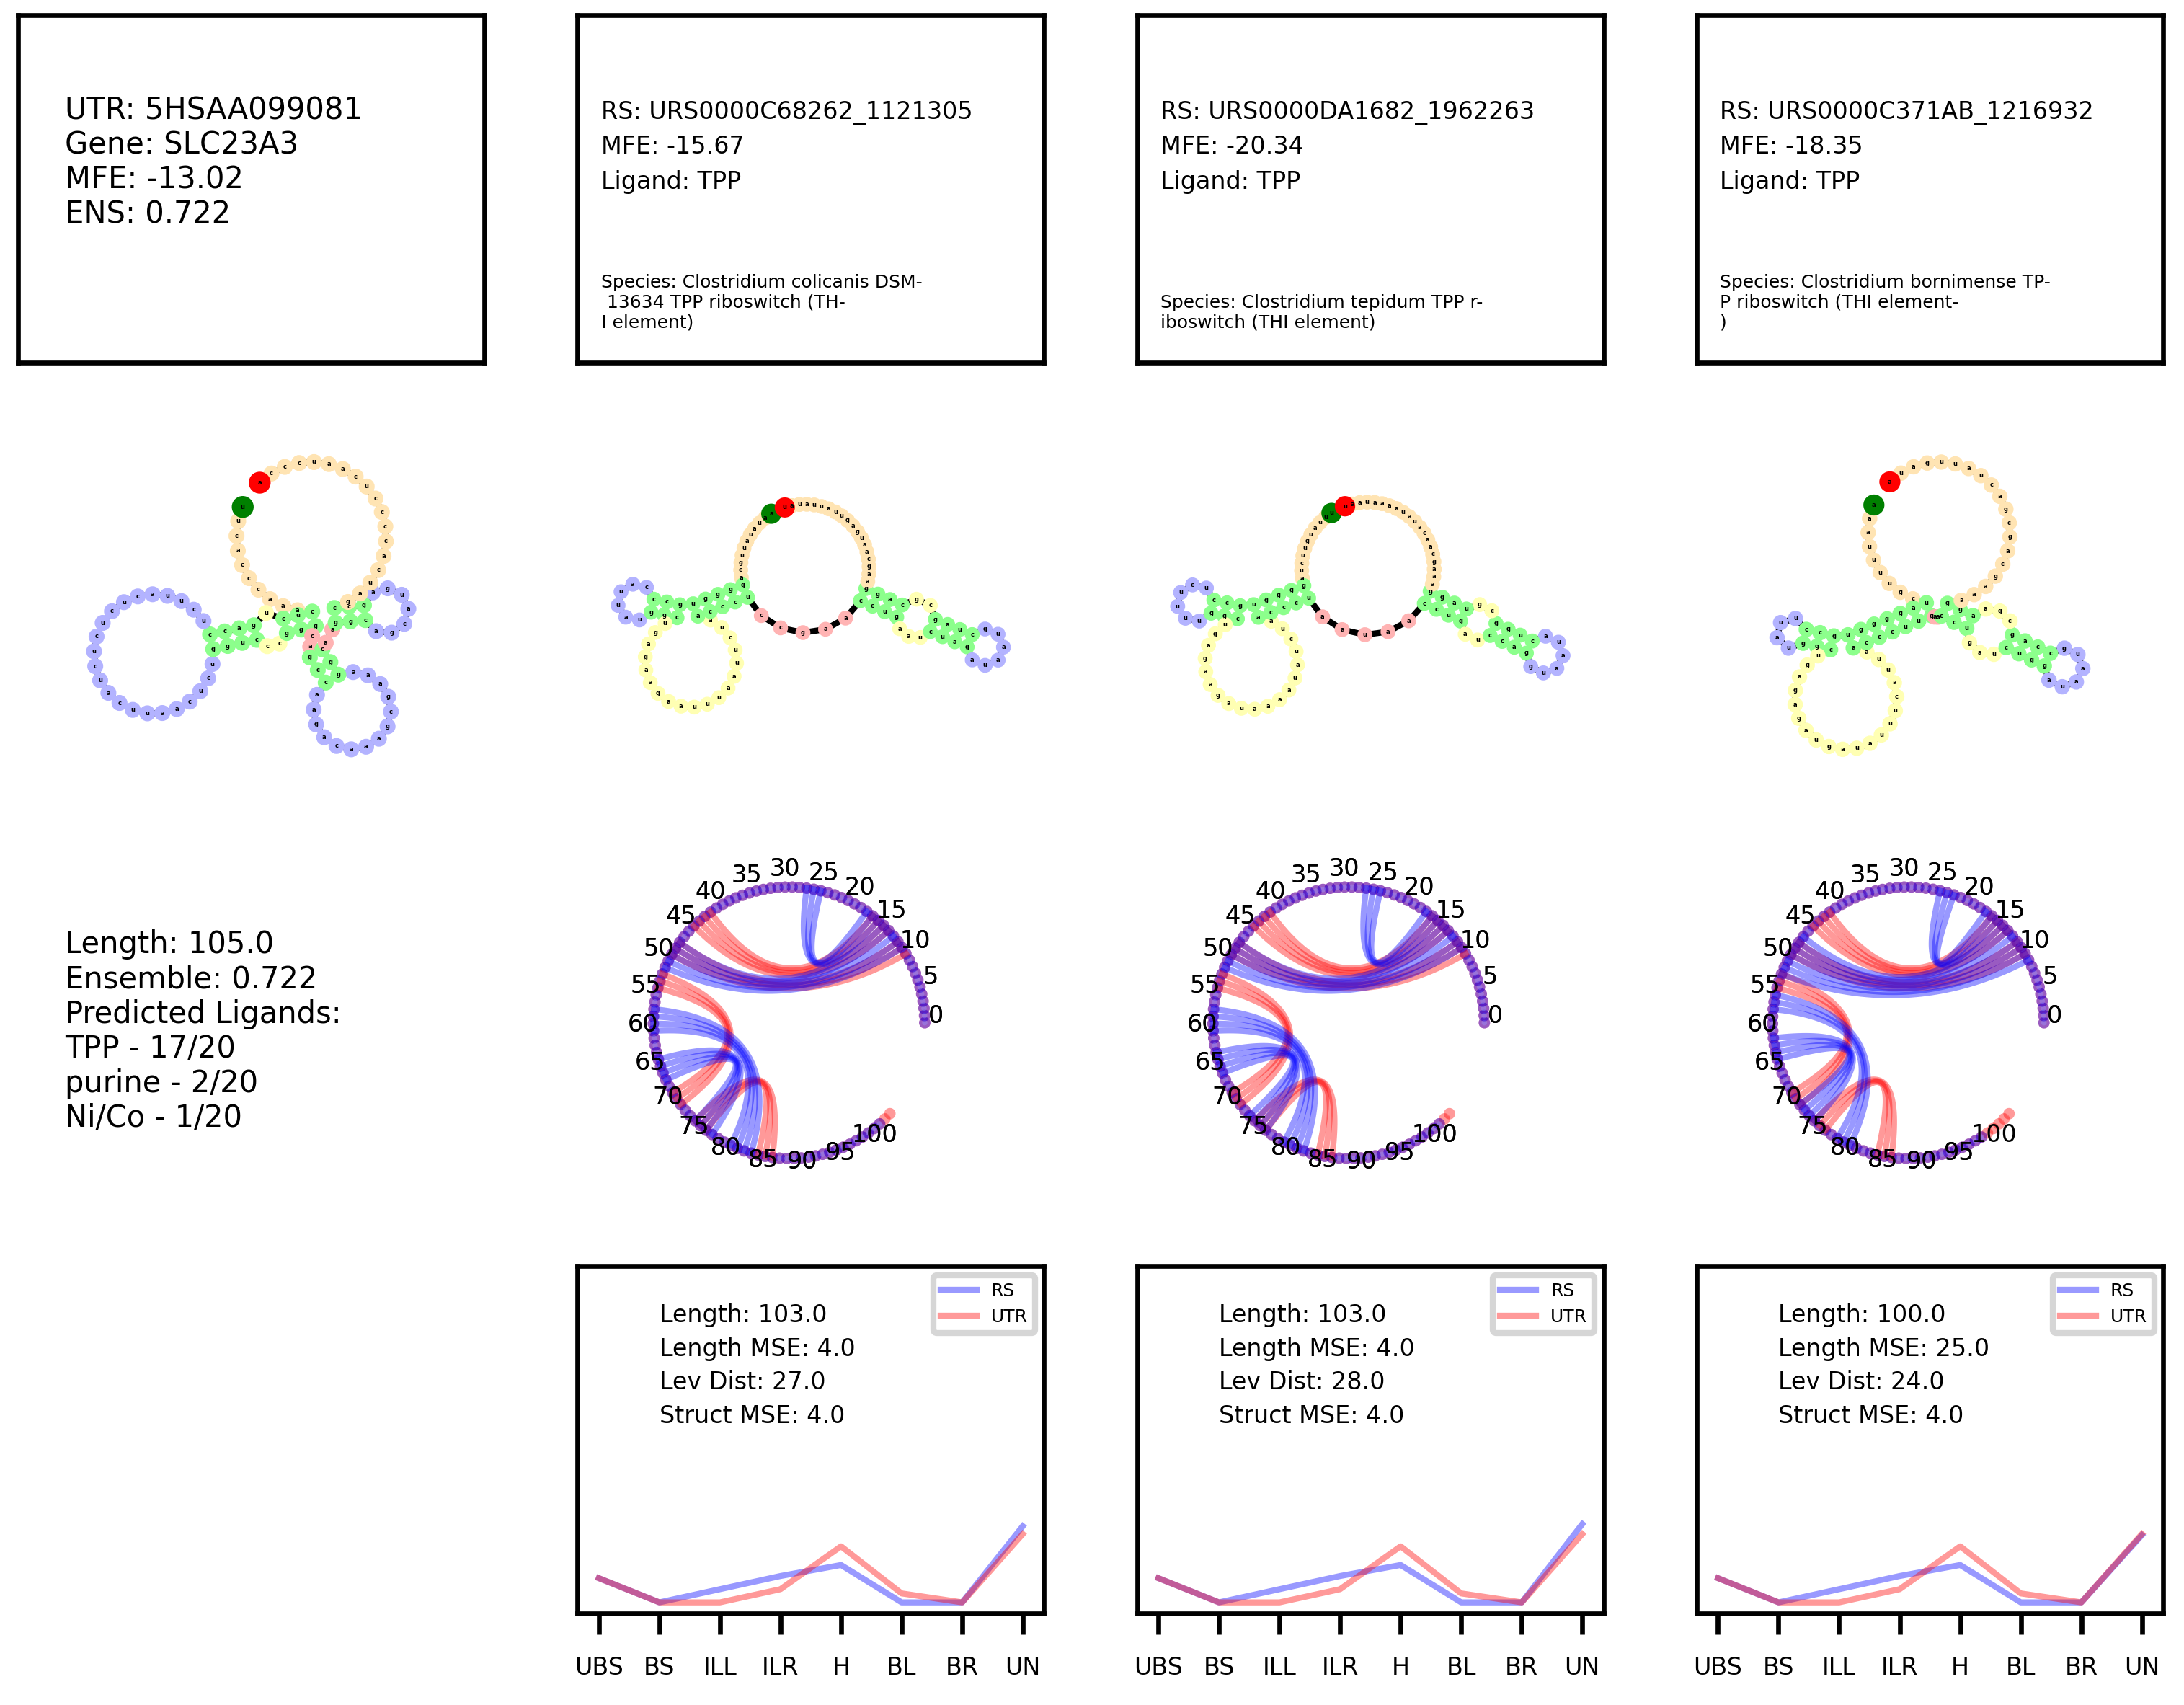 UTR: 5HSAA099081
Gene: SLC23A3
MFE: -13.02
ENS: 0.722
RS: URS0000C68262_1121305
MFE: -15.67
Ligand: TPP
Species: Clostridium colicanis DSM-
13634 TPP riboswitch (TH-
I element)
RS: URS0000DA1682_1962263
MFE: -20.34
Ligand: TPP
Species: Clostridium tepidum TPP r-
iboswitch (THI element)
RS: URS0000C371AB_1216932
MFE: -18.35
Ligand: TPP
Species: Clostridium bornimense TP-
P riboswitch (THI element-
)
Length: 105.0
Ensemble: 0.722
Predicted Ligands:
TPP - 17/20
purine - 2/20
Ni/Co - 1/20
0 5 10 15 20 25 30 35 40 45 50 55 60 65 70 75 80 85 90 95 100
0 5 10 15 20 25 30 35 40 45 50 55 60 65 70 75 80 85 90 95 100
0 5 10 15 20 25 30 35 40 45 50 55 60 65 70 75 80 85 90 95 100
RS
UTR
Length: 103.0
Length MSE: 4.0
Lev Dist: 27.0
Struct MSE: 4.0
UBS BS ILL ILR H BL BR UN
RS
UTR
Length: 103.0
Length MSE: 4.0
Lev Dist: 28.0
Struct MSE: 4.0
UBS BS ILL ILR H BL BR UN
RS
UTR
Length: 100.0
Length MSE: 25.0
Lev Dist: 24.0
Struct MSE: 4.0
UBS BS ILL ILR H BL BR UN